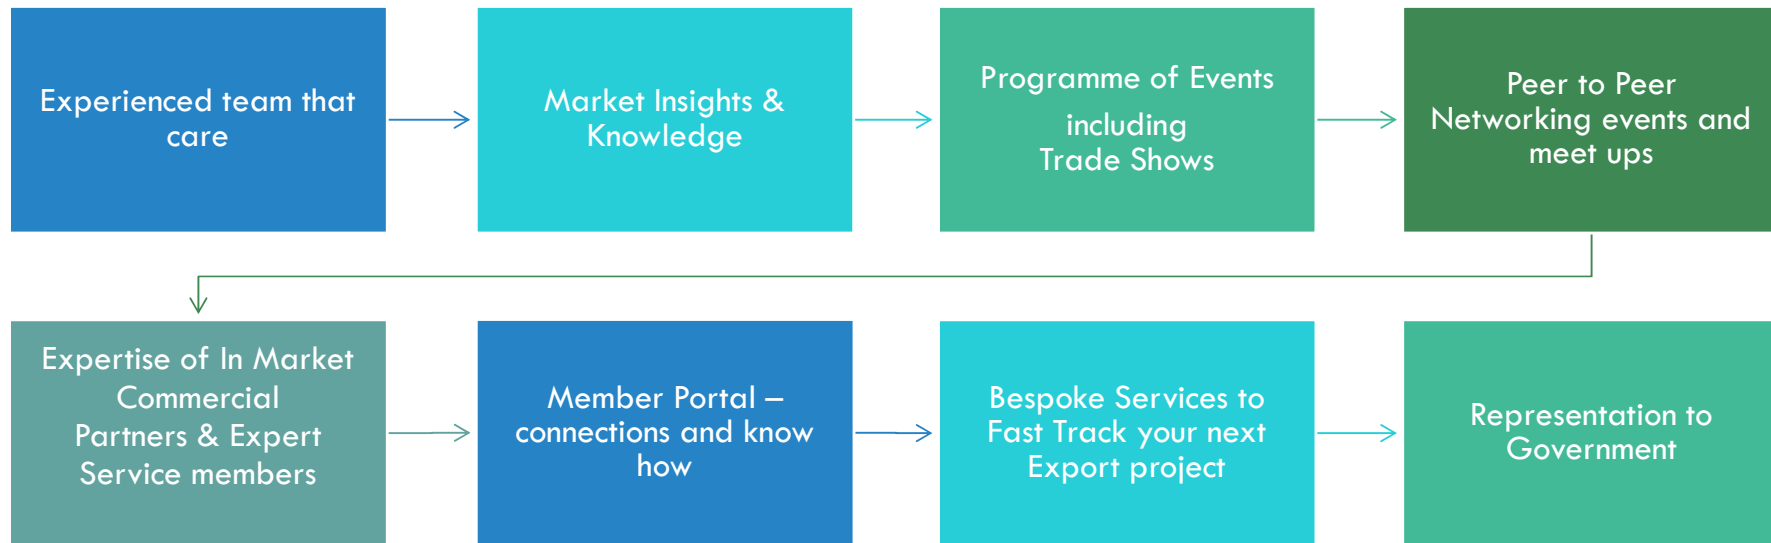 Experienced team that
care
Market Insights &
Knowledge
Programme of Events
including
Trade Shows
Peer to Peer
Networking events and
meet ups
Expertise of In Market
Commercial
Partners & Expert
Service members
Member Portal –
connections and know
how
Bespoke Services to
Fast Track your next
Export project
Representation to
Government